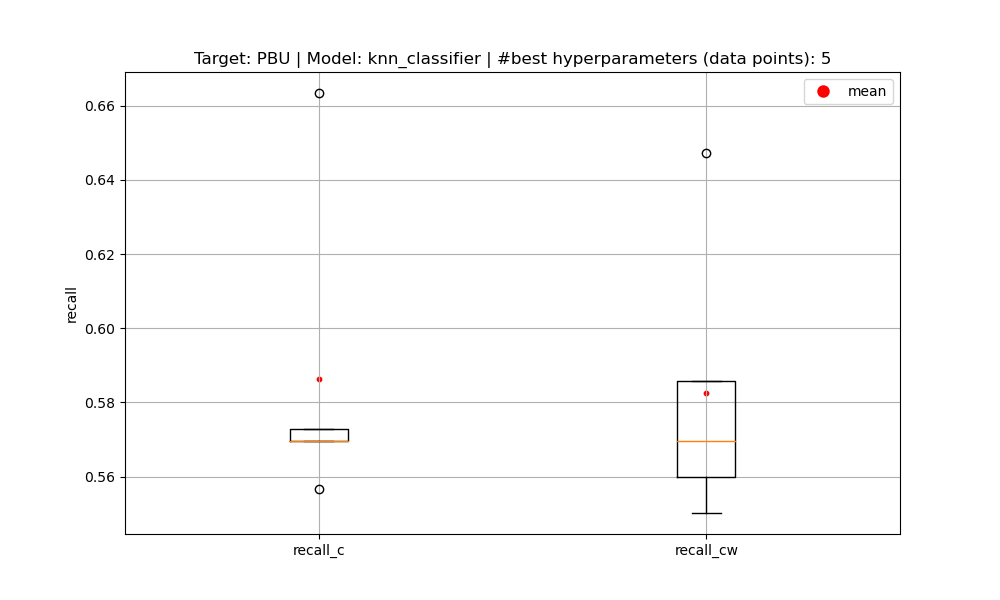 Target: PBU | Model: knn_classifier | #best hyperparameters (data points): 5
mean
0.66
0.64
0.62
0.60
0.58
0.56
recall
recall_c
recall_cw